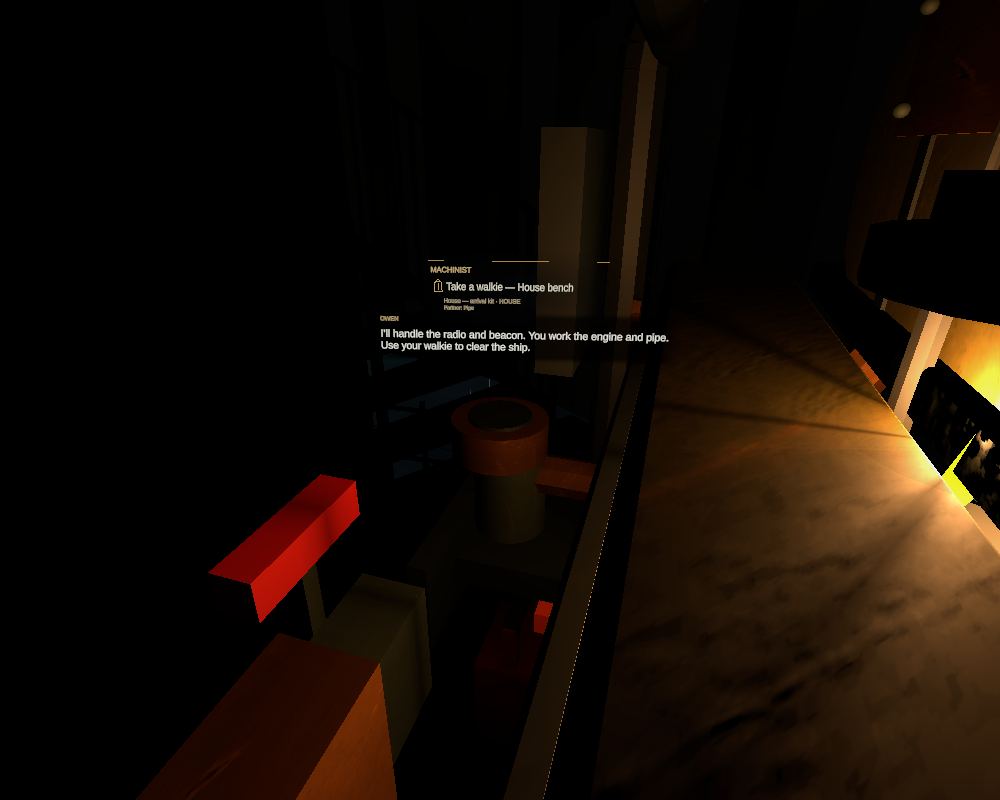 MACHINIST
Take a walkie — House bench
House — arrival kit · HOUSE
Partner: Pipe
OWEN
I'll handle the radio and beacon. You work the engine and pipe.
Use your walkie to clear the ship.